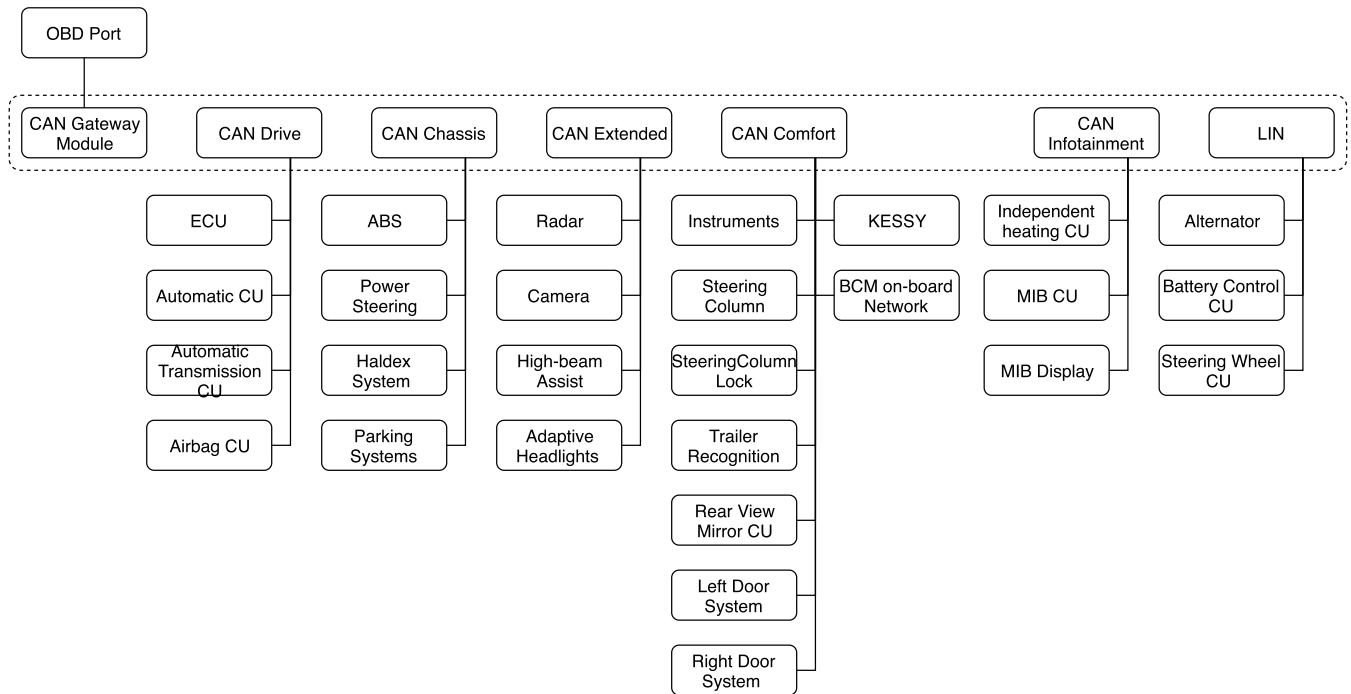 OBD Port
CAN Gateway
Module
CAN Drive
CAN Chassis
CAN Extended
CAN Comfort
CAN
Infotainment
LIN
ECU
ABS
Radar
Instruments
KESSY
Independent
heating CU
Alternator
Automatic CU
Power
Steering
Camera
Steering
Column
BCM on-board
Network
MIB CU
Battery Control
CU
Automatic
Transmission
CU
Haldex
System
High-beam
Assist
SteeringColumn
Lock
MIB Display
Steering Wheel
CU
Airbag CU
Parking
Systems
Adaptive
Headlights
Trailer
Recognition
Rear View
Mirror CU
Left Door
System
Right Door
System